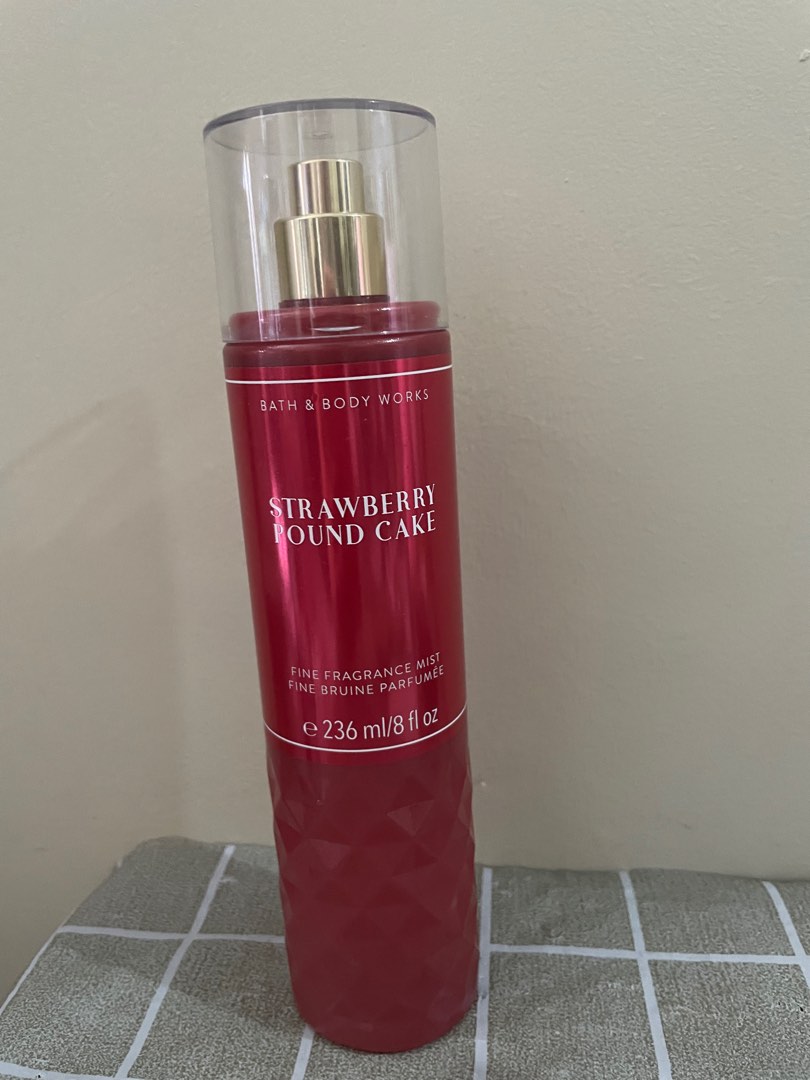 BATH & BODY WORKS
STRAWBERRY
POUND CAKE
FINE FRAGRANCE MIST
FINE BRUINE PARFUMÉE
℮ 236 ml/8 fl oz